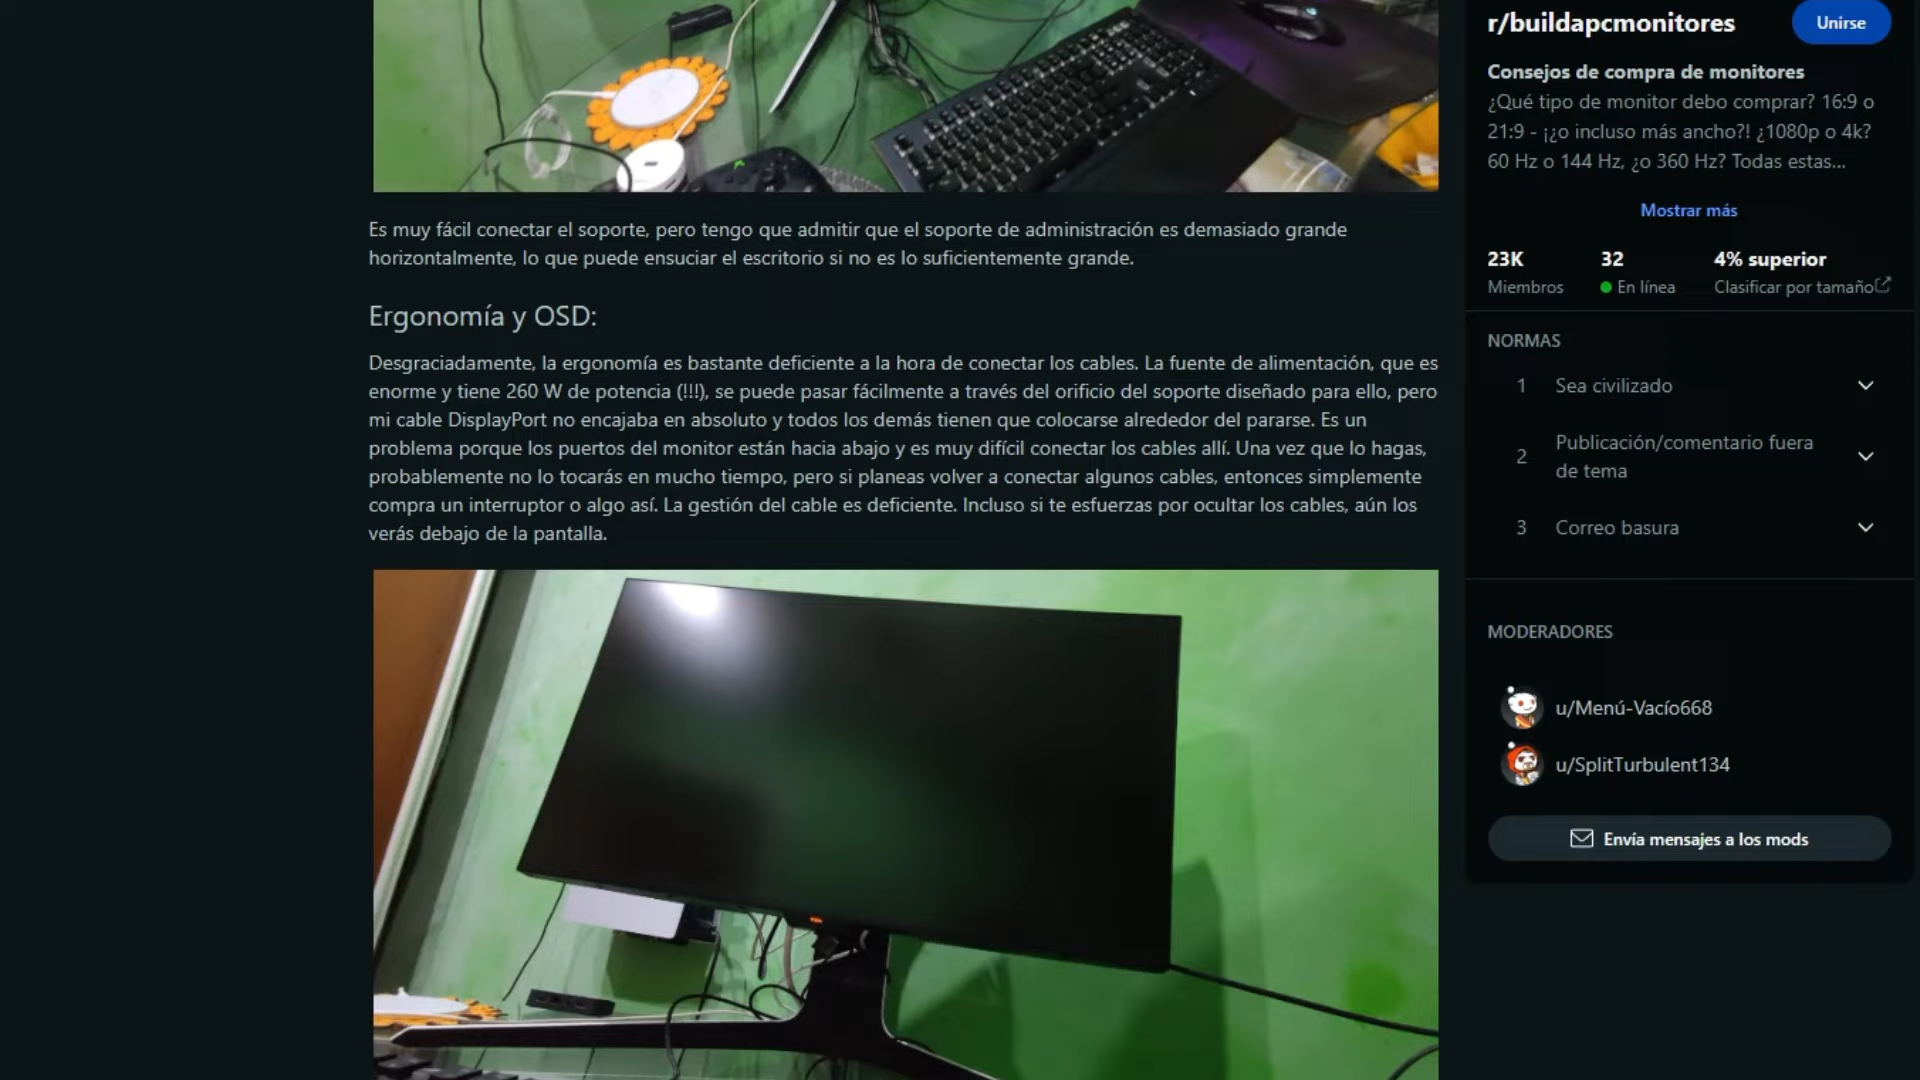 Es muy fácil conectar el soporte, pero tengo que admitir que el soporte de administración es demasiado grande
horizontalmente, lo que puede ensuciar el escritorio si no es lo suficientemente grande.
Ergonomía y OSD:
Desgraciadamente, la ergonomía es bastante deficiente a la hora de conectar los cables. La fuente de alimentación, que es
enorme y tiene 260 W de potencia (!!!), se puede pasar fácilmente a través del orificio del soporte diseñado para ello, pero
mi cable DisplayPort no encajaba en absoluto y todos los demás tienen que colocarse alrededor del pararse. Es un
problema porque los puertos del monitor están hacia abajo y es muy difícil conectar los cables allí. Una vez que lo hagas,
probablemente no lo tocarás en mucho tiempo, pero si planeas volver a conectar algunos cables, entonces simplemente
compra un interruptor o algo así. La gestión del cable es deficiente. Incluso si te esfuerzas por ocultar los cables, aún los
verás debajo de la pantalla.
r/buildapcmonitores
Unirse
Consejos de compra de monitores
¿Qué tipo de monitor debo comprar? 16:9 o
21:9 - ¡¿o incluso más ancho?! ¿1080p o 4k?
60 Hz o 144 Hz, ¿o 360 Hz? Todas estas...
Mostrar más
23K 32 4% superior
Miembros En línea Clasificar por tamaño
NORMAS
1 Sea civilizado
2 Publicación/comentario fuera
de tema
3 Correo basura
MODERADORES
u/Menú-Vacío668
u/SplitTurbulent134
Envía mensajes a los mods